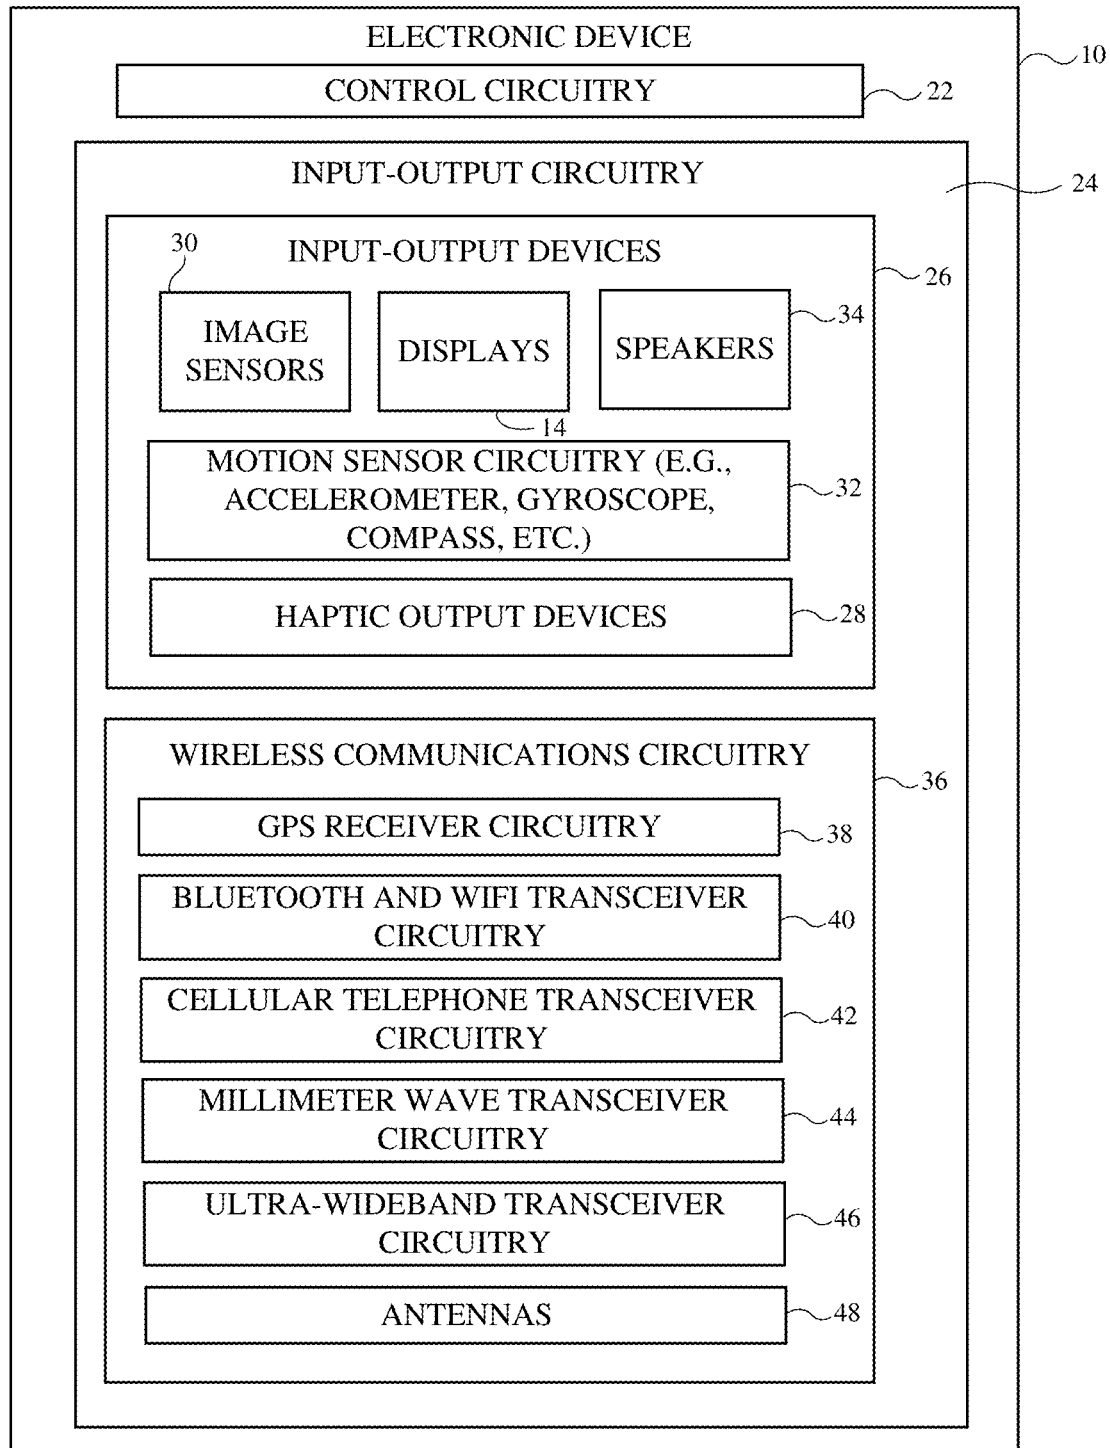 ELECTRONIC DEVICE
10
CONTROL CIRCUITRY
22
INPUT-OUTPUT CIRCUITRY
24
INPUT-OUTPUT DEVICES
26
30
IMAGE
SENSORS
DISPLAYS
14
SPEAKERS
34
MOTION SENSOR CIRCUITRY (E.G.,
ACCELEROMETER, GYROSCOPE,
COMPASS, ETC.)
32
HAPTIC OUTPUT DEVICES
28
WIRELESS COMMUNICATIONS CIRCUITRY
36
GPS RECEIVER CIRCUITRY
38
BLUETOOTH AND WIFI TRANSCEIVER
CIRCUITRY
40
CELLULAR TELEPHONE TRANSCEIVER
CIRCUITRY
42
MILLIMETER WAVE TRANSCEIVER
CIRCUITRY
44
ULTRA-WIDEBAND TRANSCEIVER
CIRCUITRY
46
ANTENNAS
48